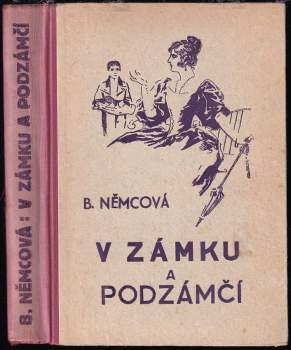 B. NĚMCOVÁ: V ZÁMKU A PODZÁMČÍ
B. NĚMCOVÁ
V ZÁMKU
A
PODZÁMČÍ